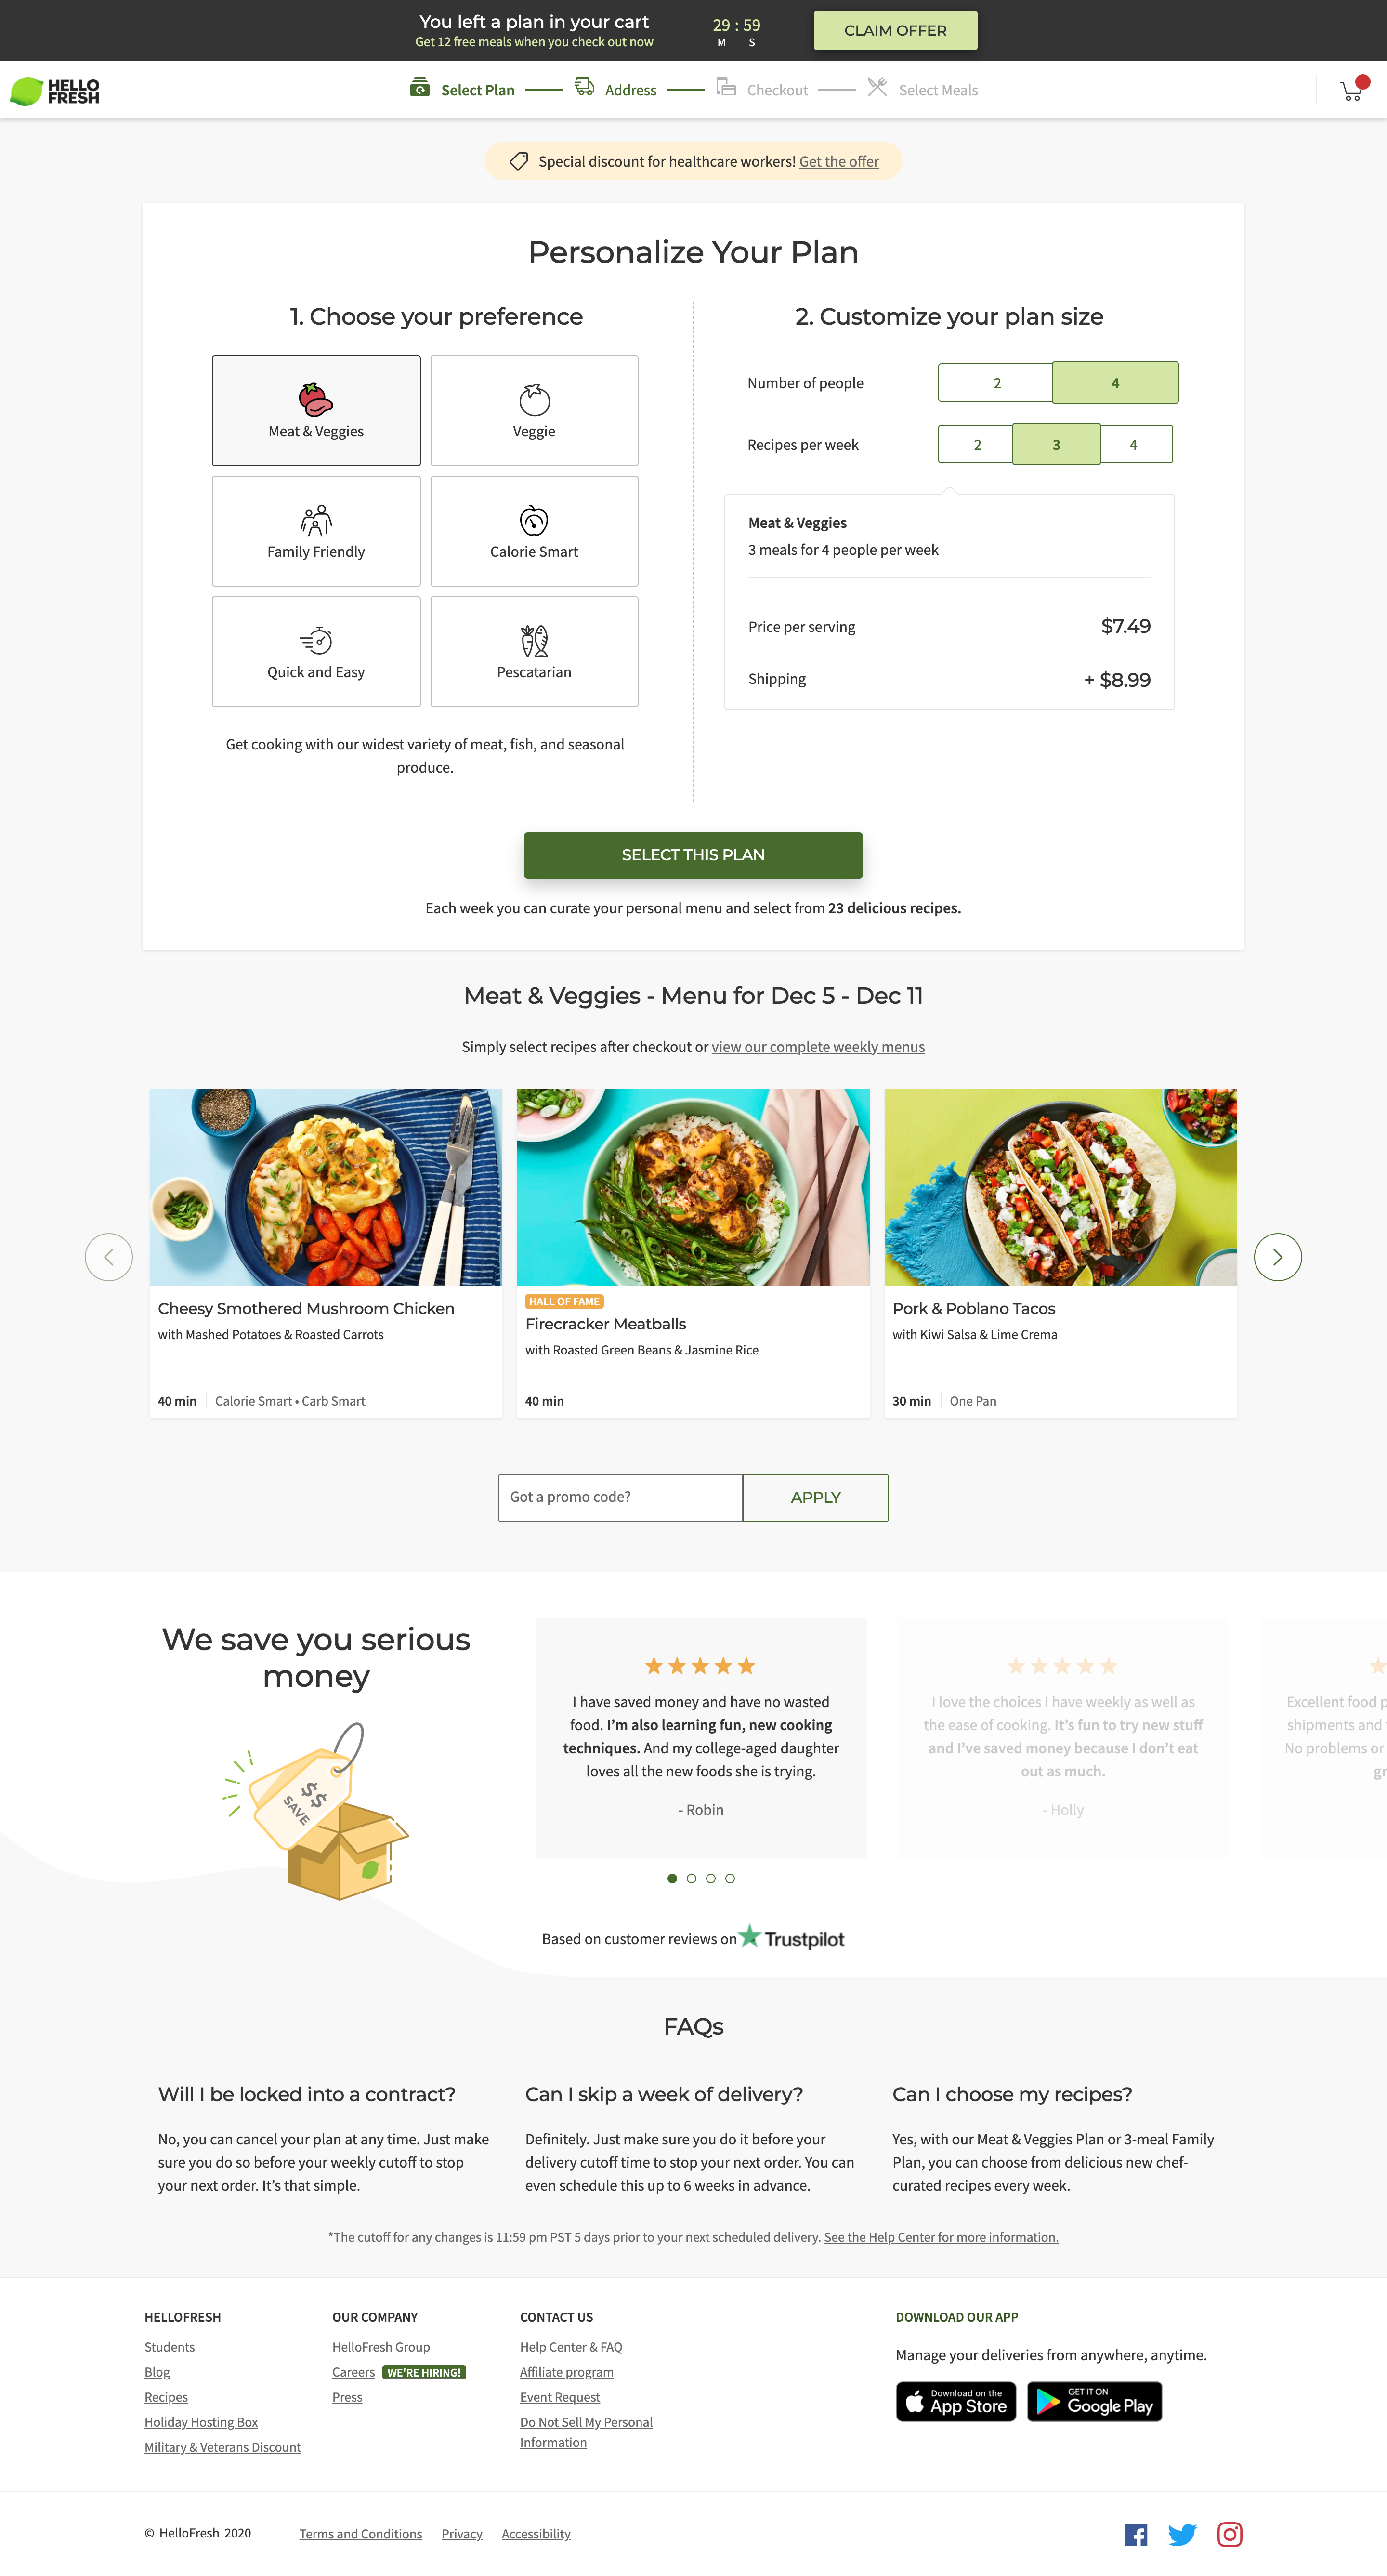 You left a plan in your cart
Get 12 free meals when you check out now
29 : 59
M S
CLAIM OFFER
HELLO
FRESH
Select Plan
Address
Checkout
Select Meals
Special discount for healthcare workers! Get the offer
Personalize Your Plan
1. Choose your preference
Meat & Veggies
Veggie
Family Friendly
Calorie Smart
Quick and Easy
Pescatarian
Get cooking with our widest variety of meat, fish, and seasonal
produce.
2. Customize your plan size
Number of people
2 4
Recipes per week
2 3 4
Meat & Veggies
3 meals for 4 people per week
Price per serving $7.49
Shipping + $8.99
SELECT THIS PLAN
Each week you can curate your personal menu and select from 23 delicious recipes.
Meat & Veggies - Menu for Dec 5 - Dec 11
Simply select recipes after checkout or view our complete weekly menus
Cheesy Smothered Mushroom Chicken
with Mashed Potatoes & Roasted Carrots
40 min Calorie Smart • Carb Smart
HALL OF FAME
Firecracker Meatballs
with Roasted Green Beans & Jasmine Rice
40 min
Pork & Poblano Tacos
with Kiwi Salsa & Lime Crema
30 min One Pan
Got a promo code?
APPLY
We save you serious
money
$$
SAVE
I have saved money and have no wasted
food. I'm also learning fun, new cooking
techniques. And my college-aged daughter
loves all the new foods she is trying.
- Robin
I love the choices I have weekly as well as
the ease of cooking. It's fun to try new stuff
and I've saved money because I don't eat
out as much.
- Holly
Excellent food p
shipments and
No problems or
gr
Based on customer reviews on Trustpilot
FAQs
Will I be locked into a contract?
No, you can cancel your plan at any time. Just make
sure you do so before your weekly cutoff to stop
your next order. It's that simple.
Can I skip a week of delivery?
Definitely. Just make sure you do it before your
delivery cutoff time to stop your next order. You can
even schedule this up to 6 weeks in advance.
Can I choose my recipes?
Yes, with our Meat & Veggies Plan or 3-meal Family
Plan, you can choose from delicious new chef-
curated recipes every week.
*The cutoff for any changes is 11:59 pm PST 5 days prior to your next scheduled delivery. See the Help Center for more information.
HELLOFRESH
Students
Blog
Recipes
Holiday Hosting Box
Military & Veterans Discount
OUR COMPANY
HelloFresh Group
Careers WE'RE HIRING!
Press
CONTACT US
Help Center & FAQ
Affiliate program
Event Request
Do Not Sell My Personal
Information
DOWNLOAD OUR APP
Manage your deliveries from anywhere, anytime.
Download on the
App Store
GET IT ON
Google Play
© HelloFresh 2020
Terms and Conditions
Privacy
Accessibility